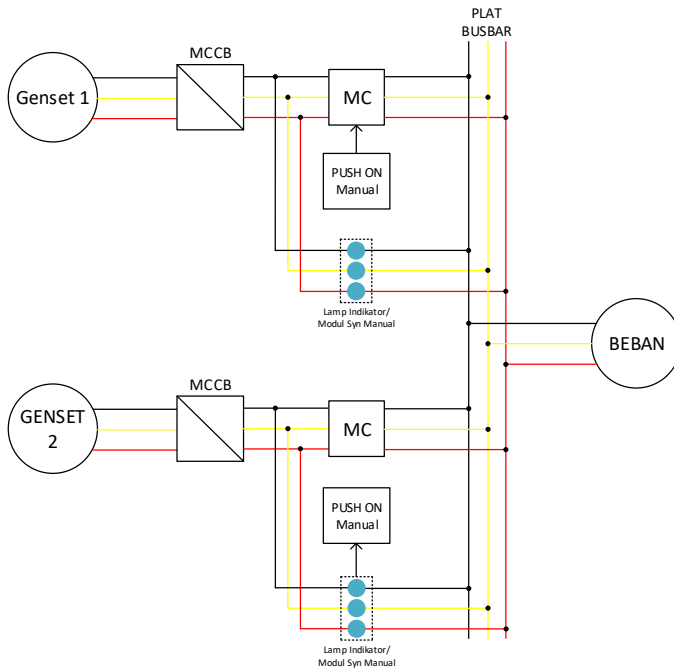 PLAT
BUSBAR
MCCB
Genset 1
MC
PUSH ON
Manual
Lamp Indikator/
Modul Syn Manual
BEBAN
MCCB
GENSET
2
MC
PUSH ON
Manual
Lamp Indikator/
Modul Syn Manual